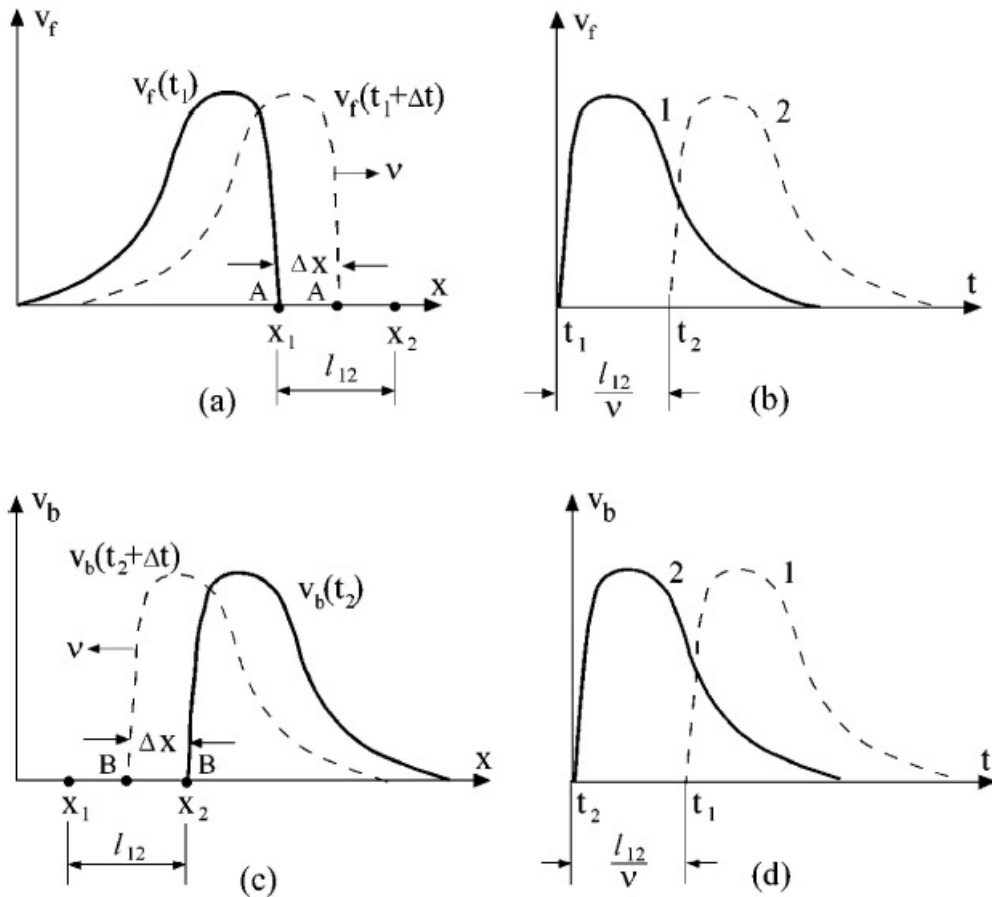 v_f
v_f(t_1)
v_f(t_1+Δt)
ν
Δx
A
A
x
x_1
x_2
l_12
(a)
v_f
1
2
t
t_1
t_2
l_12
ν
(b)
v_b
v_b(t_2+Δt)
v_b(t_2)
ν
Δx
B
B
x
x_1
x_2
l_12
(c)
v_b
2
1
t
t_2
t_1
l_12
ν
(d)